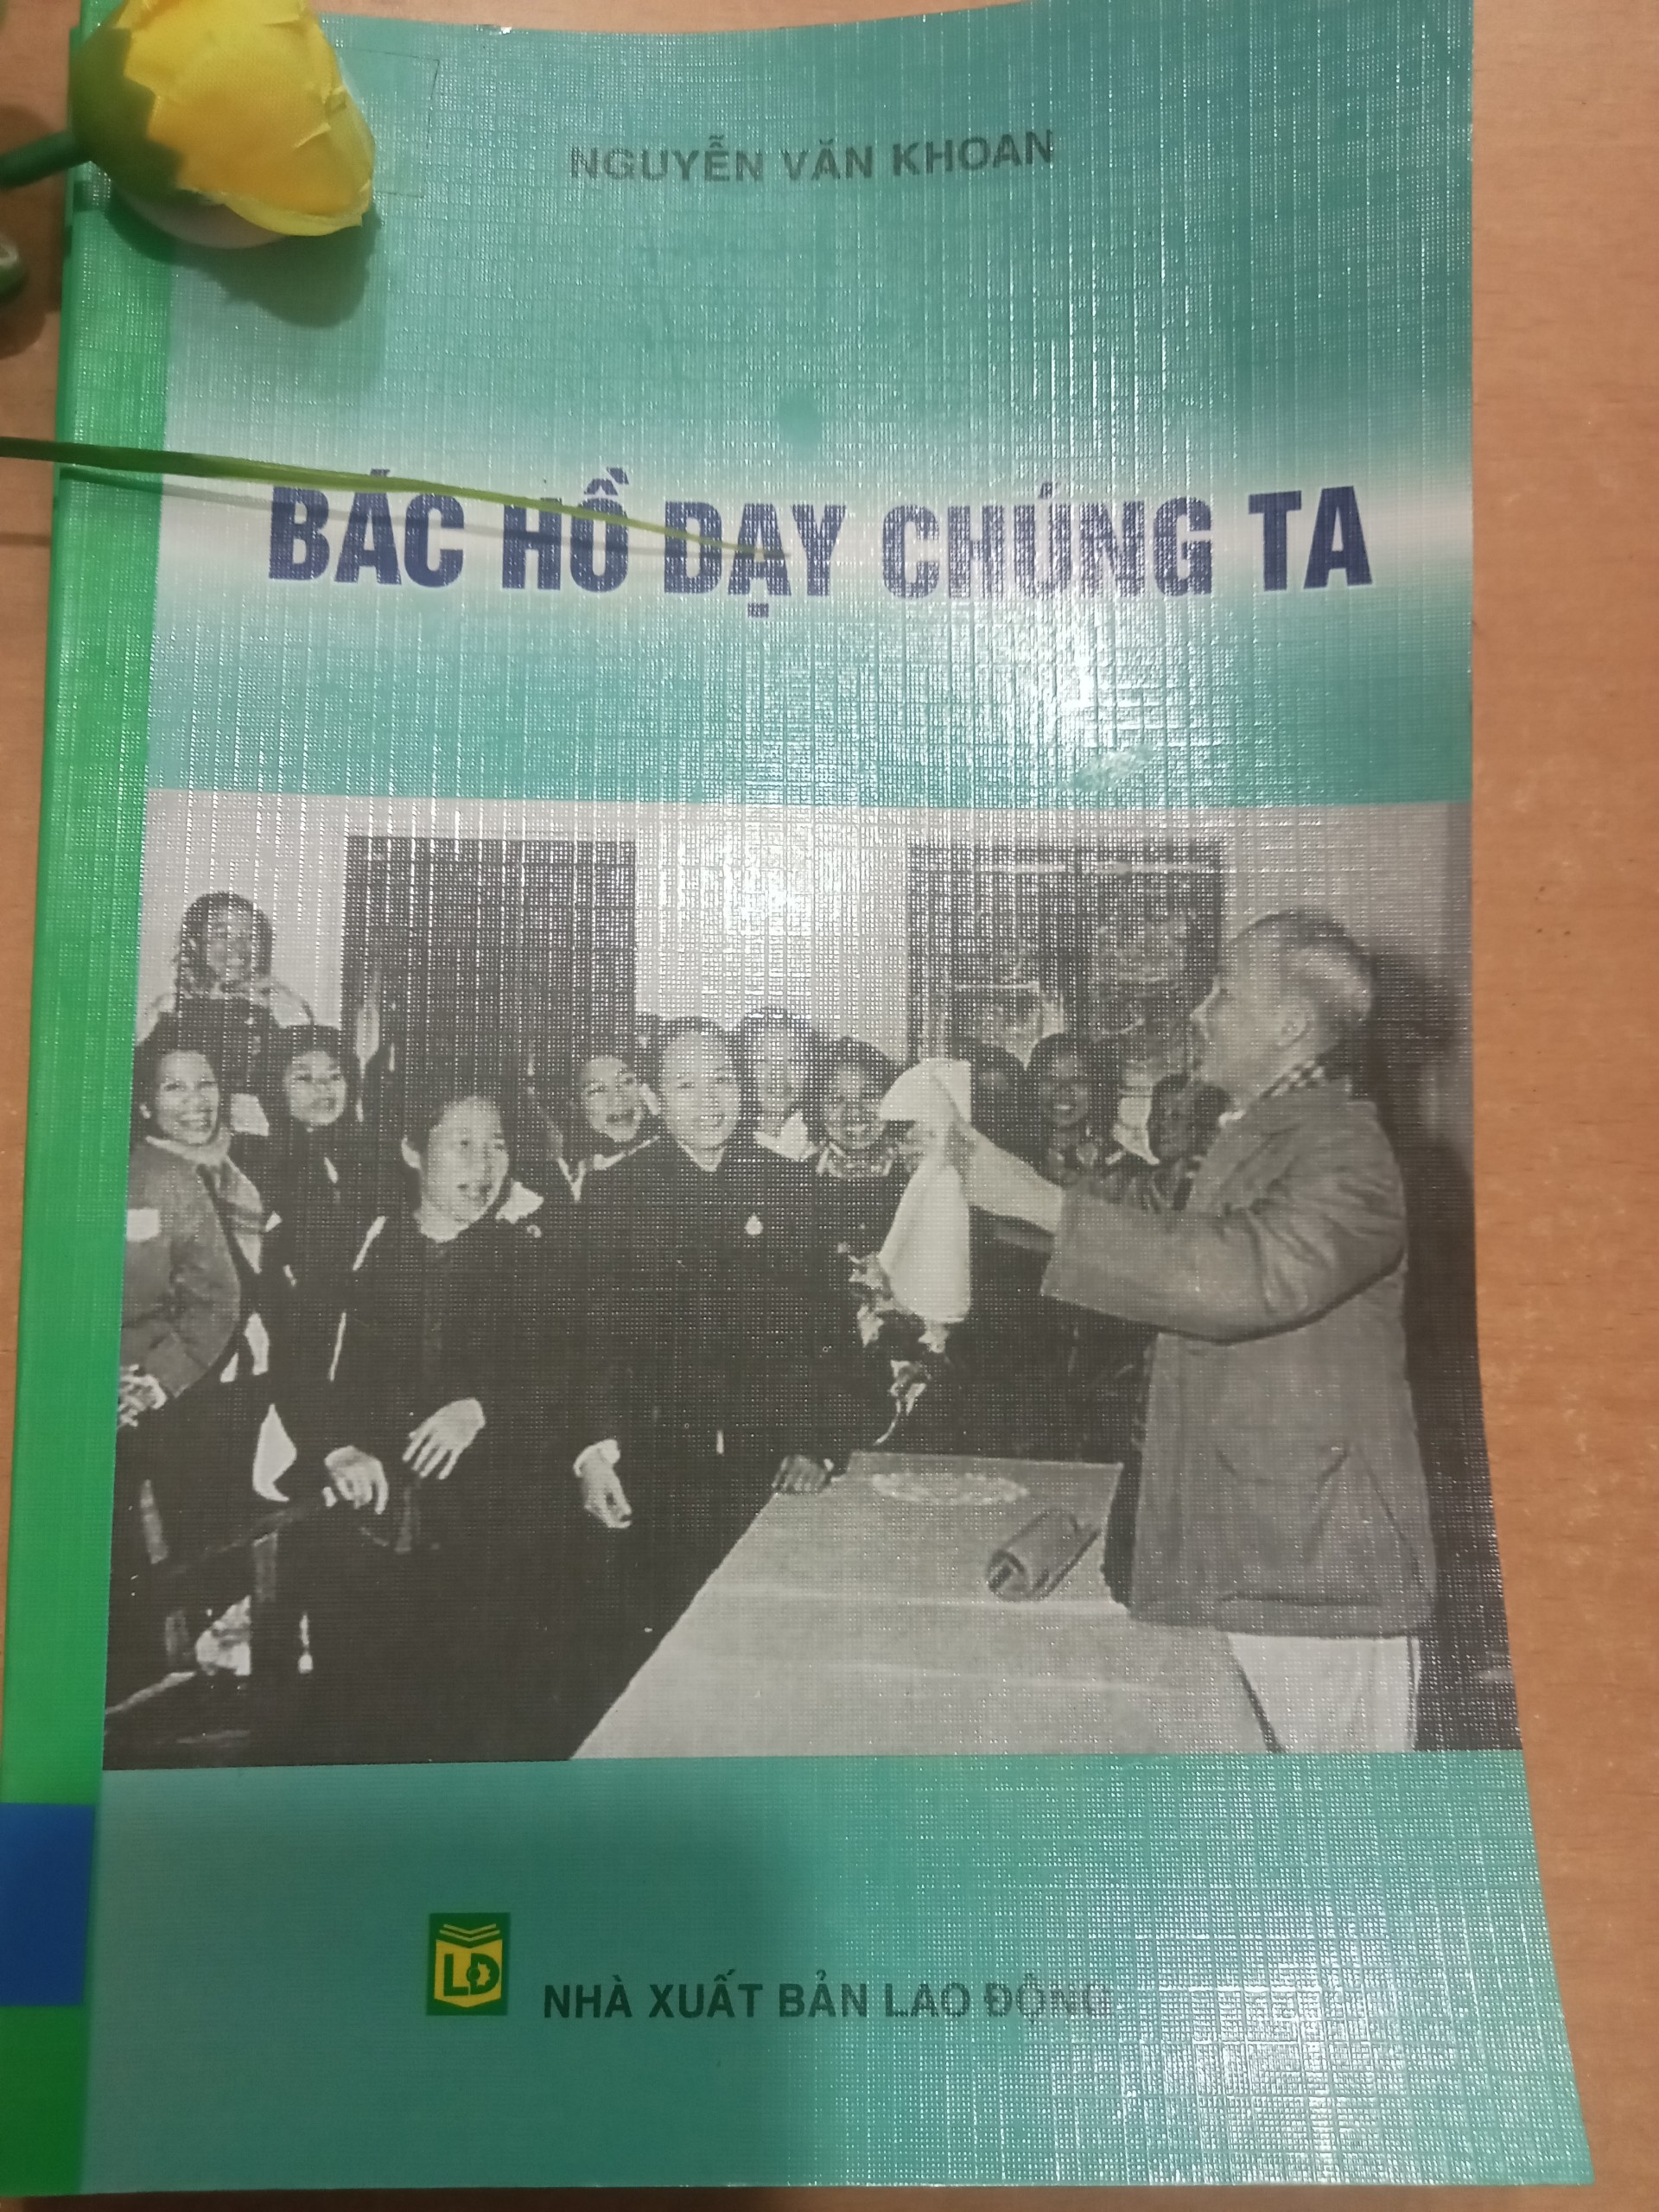 NGUYỄN VĂN KHOAN
BÁC HỒ DẠY CHÚNG TA
LĐ
NHÀ XUẤT BẢN LAO ĐỘNG